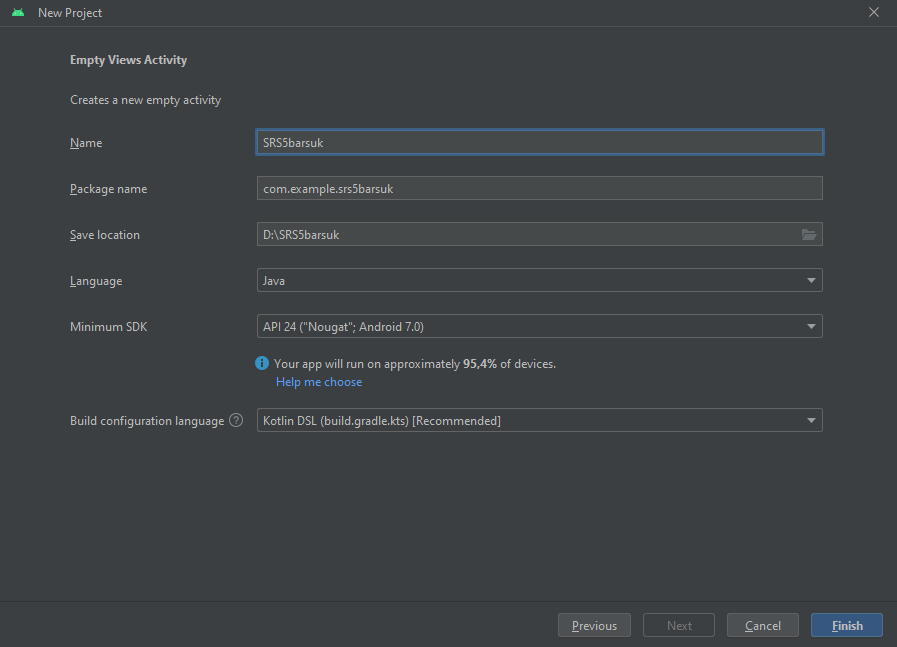 New Project
Empty Views Activity
Creates a new empty activity
Name SRS5barsuk
Package name com.example.srs5barsuk
Save location D:\SRS5barsuk
Language Java
Minimum SDK API 24 ("Nougat"; Android 7.0)
Your app will run on approximately 95,4% of devices.
Help me choose
Build configuration language ? Kotlin DSL (build.gradle.kts) [Recommended]
Previous Next Cancel Finish